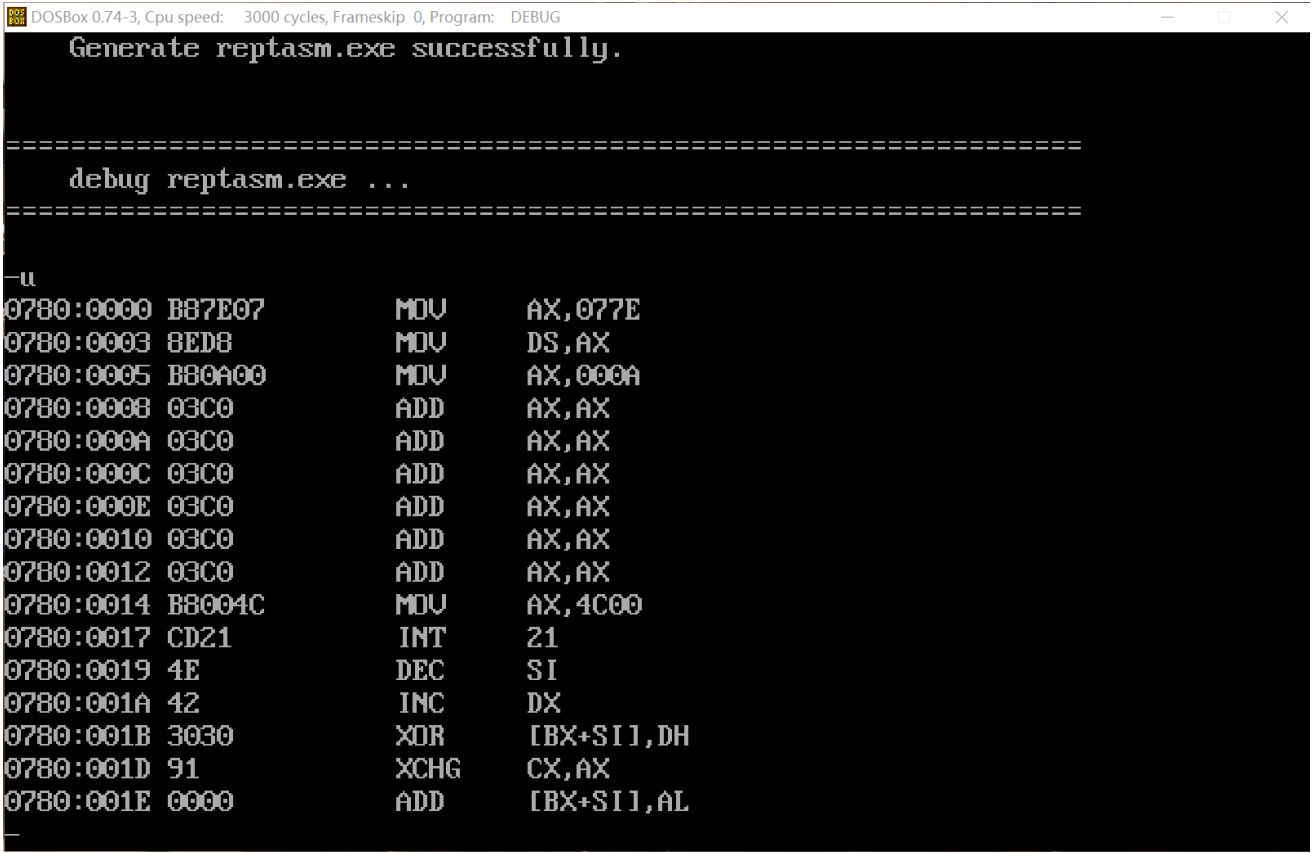 DOSBox 0.74-3, Cpu speed:    3000 cycles, Frameskip  0, Program:   DEBUG
    Generate reptasm.exe successfully.
==================================================================
    debug reptasm.exe ...
==================================================================
-u
0780:0000 B87E07        MOV     AX,077E
0780:0003 8ED8          MOV     DS,AX
0780:0005 B80A00        MOV     AX,000A
0780:0008 03C0          ADD     AX,AX
0780:000A 03C0          ADD     AX,AX
0780:000C 03C0          ADD     AX,AX
0780:000E 03C0          ADD     AX,AX
0780:0010 03C0          ADD     AX,AX
0780:0012 03C0          ADD     AX,AX
0780:0014 B8004C        MOV     AX,4C00
0780:0017 CD21          INT     21
0780:0019 4E            DEC     SI
0780:001A 42            INC     DX
0780:001B 3030          XOR     [BX+SI],DH
0780:001D 91            XCHG    CX,AX
0780:001E 0000          ADD     [BX+SI],AL